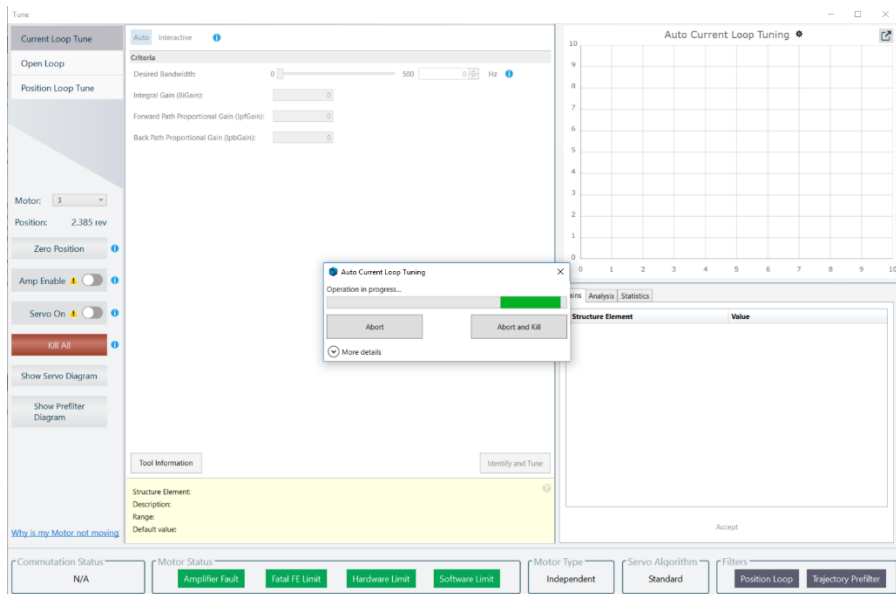 Tune
Current Loop Tune
Open Loop
Position Loop Tune
Motor: 3
Position: 2.385 rev
Zero Position
Amp Enable
Servo On
Kill All
Show Servo Diagram
Show Prefilter
Diagram
Why is my Motor not moving
Auto Interactive
Criteria
Desired Bandwidth: 0 500 0 Hz
Integral Gain (IiiGain): 0
Forward Path Proportional Gain (IpfGain): 0
Back Path Proportional Gain (IpbGain): 0
Auto Current Loop Tuning
Operation in progress...
Abort Abort and Kill
More details
Tool Information Identify and Tune
Structure Element:
Description:
Range:
Default value:
Auto Current Loop Tuning
10
9
8
7
6
5
4
3
2
1
0
0 1 2 3 4 5 6 7 8 9 10
ains Analysis Statistics
Structure Element Value
Accept
Commutation Status
N/A
Motor Status
Amplifier Fault Fatal FE Limit Hardware Limit Software Limit
Motor Type
Independent
Servo Algorithm
Standard
Filters
Position Loop Trajectory Prefilter